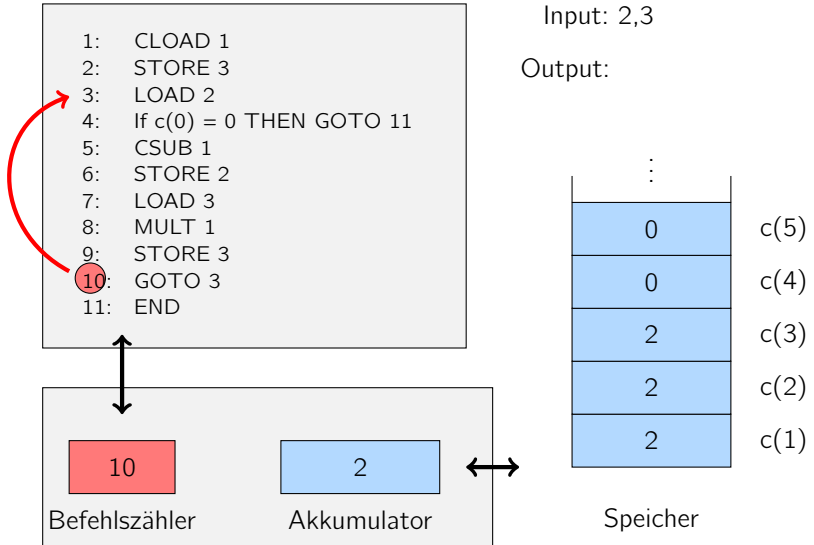 Input: 2,3
Output:
1: CLOAD 1
2: STORE 3
3: LOAD 2
4: If c(0) = 0 THEN GOTO 11
5: CSUB 1
6: STORE 2
7: LOAD 3
8: MULT 1
9: STORE 3
10: GOTO 3
11: END
⋮
0 c(5)
0 c(4)
2 c(3)
2 c(2)
2 c(1)
10
2
Befehlszähler
Akkumulator
Speicher